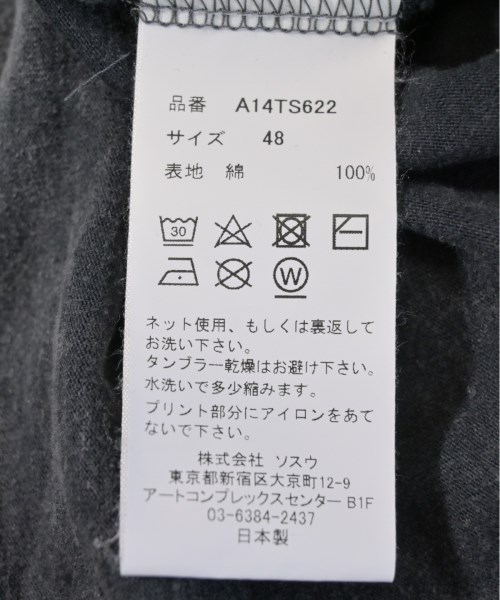 品番 A14TS622
サイズ 48
表地 綿 100%
30
W
ネット使用、もしくは裏返して
お洗い下さい。
タンブラー乾燥はお避け下さい。
水洗いで多少縮みます。
プリント部分にアイロンをあて
ないで下さい。
株式会社 ソスウ
東京都新宿区大京町12-9
アートコンプレックスセンター B1F
03-6384-2437
日本製